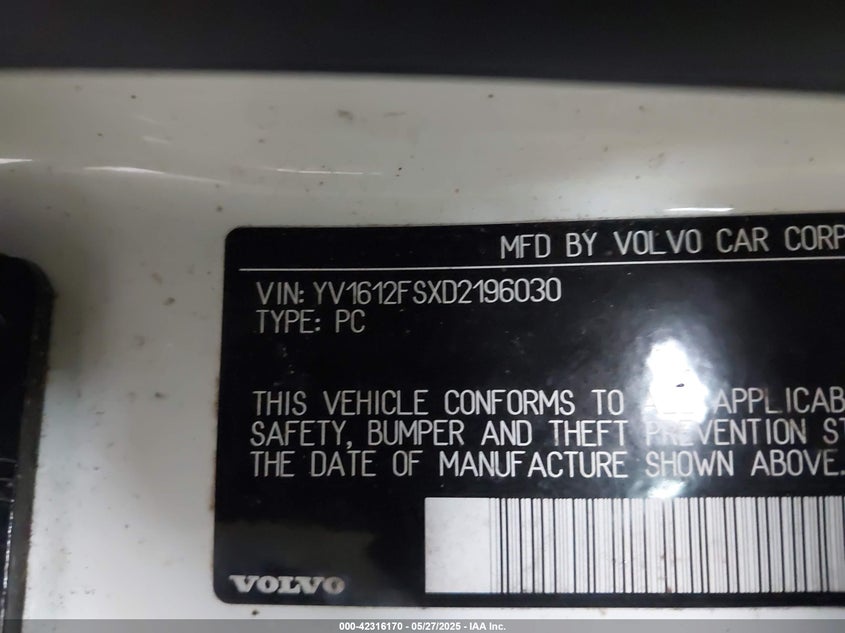 MFD BY VOLVO CAR CORP
VIN: YV1612FSXD2196030
TYPE: PC
THIS VEHICLE CONFORMS TO ALL APPLICAB
SAFETY, BUMPER AND THEFT PREVENTION ST
THE DATE OF MANUFACTURE SHOWN ABOVE.
VOLVO
000-42316170 - 05/27/2025 - IAA Inc.